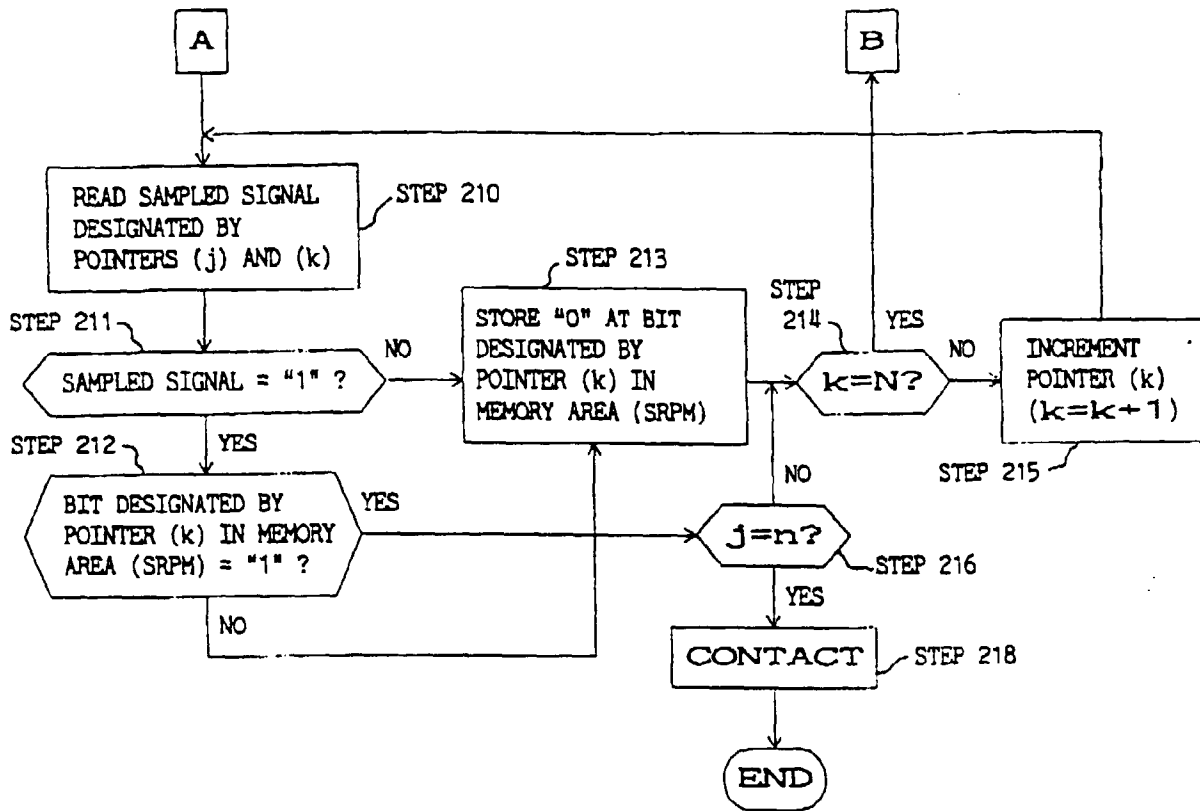 A
B
READ SAMPLED SIGNAL
DESIGNATED BY
POINTERS (j) AND (k)
STEP 210
STEP 211
SAMPLED SIGNAL = "1" ?
NO
YES
STEP 212
BIT DESIGNATED BY
POINTER (k) IN MEMORY
AREA (SRPM) = "1" ?
YES
NO
STEP 213
STORE "0" AT BIT
DESIGNATED BY
POINTER (k) IN
MEMORY AREA (SRPM)
STEP
214
k=N?
YES
NO
INCREMENT
POINTER (k)
(k=k+1)
STEP 215
NO
j=n?
STEP 216
YES
CONTACT
STEP 218
END